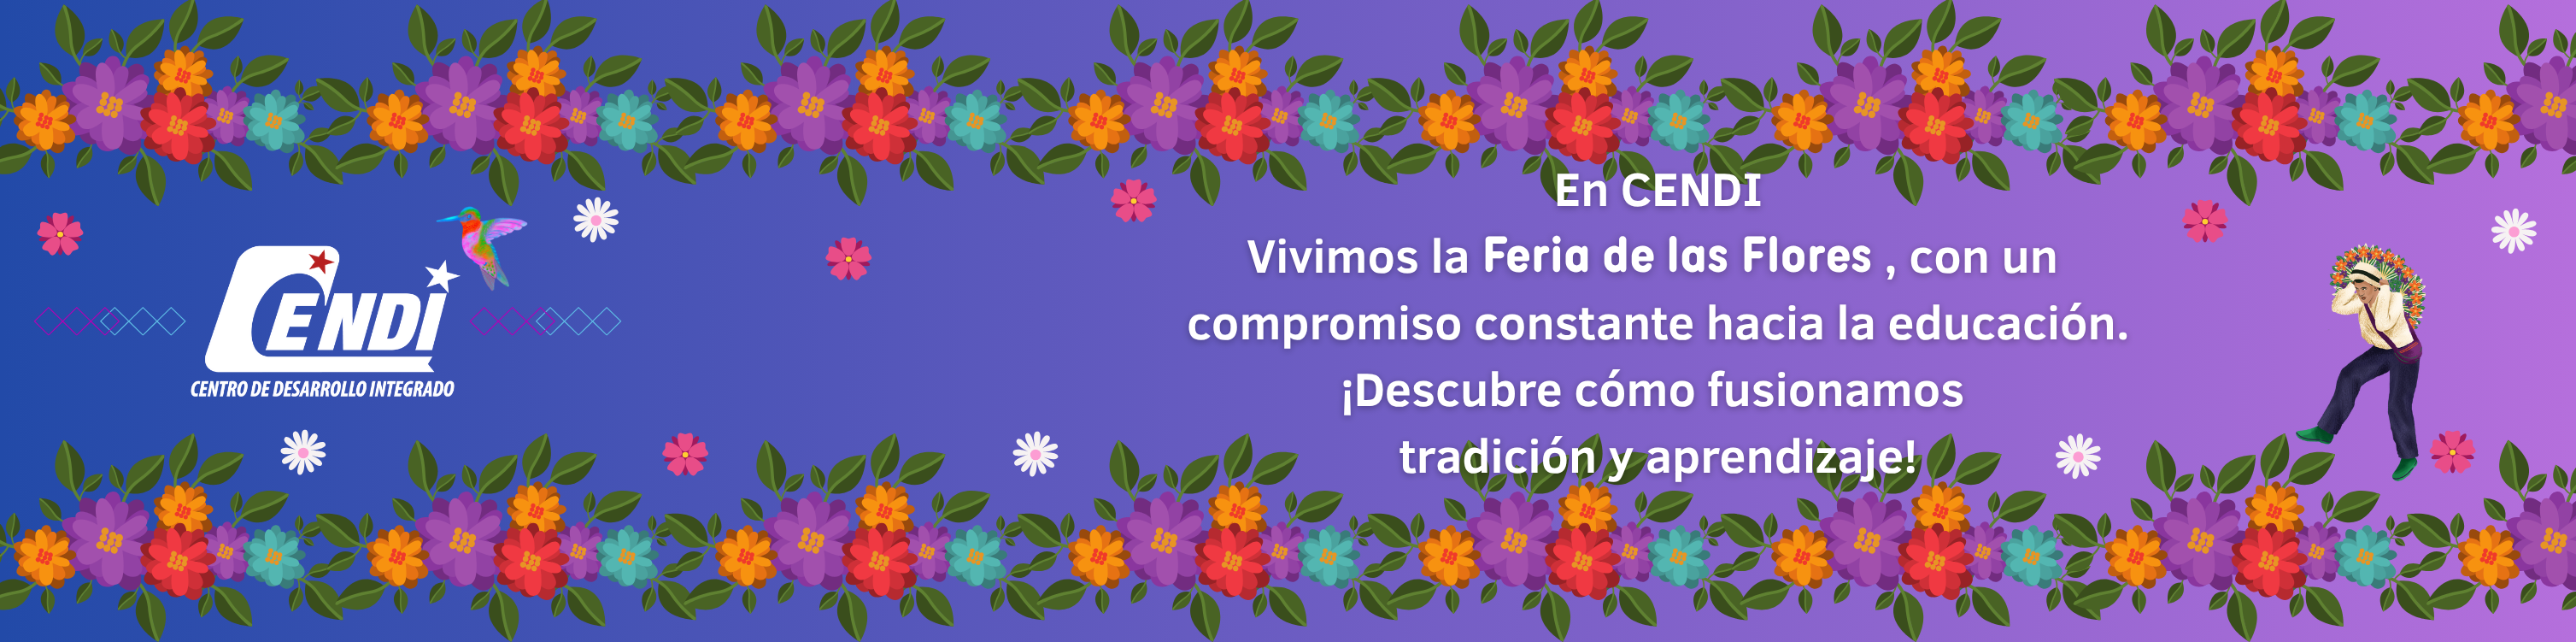 CENDI
CENTRO DE DESARROLLO INTEGRADO
En CENDI
Vivimos la Feria de las Flores , con un
compromiso constante hacia la educación.
¡Descubre cómo fusionamos
tradición y aprendizaje!